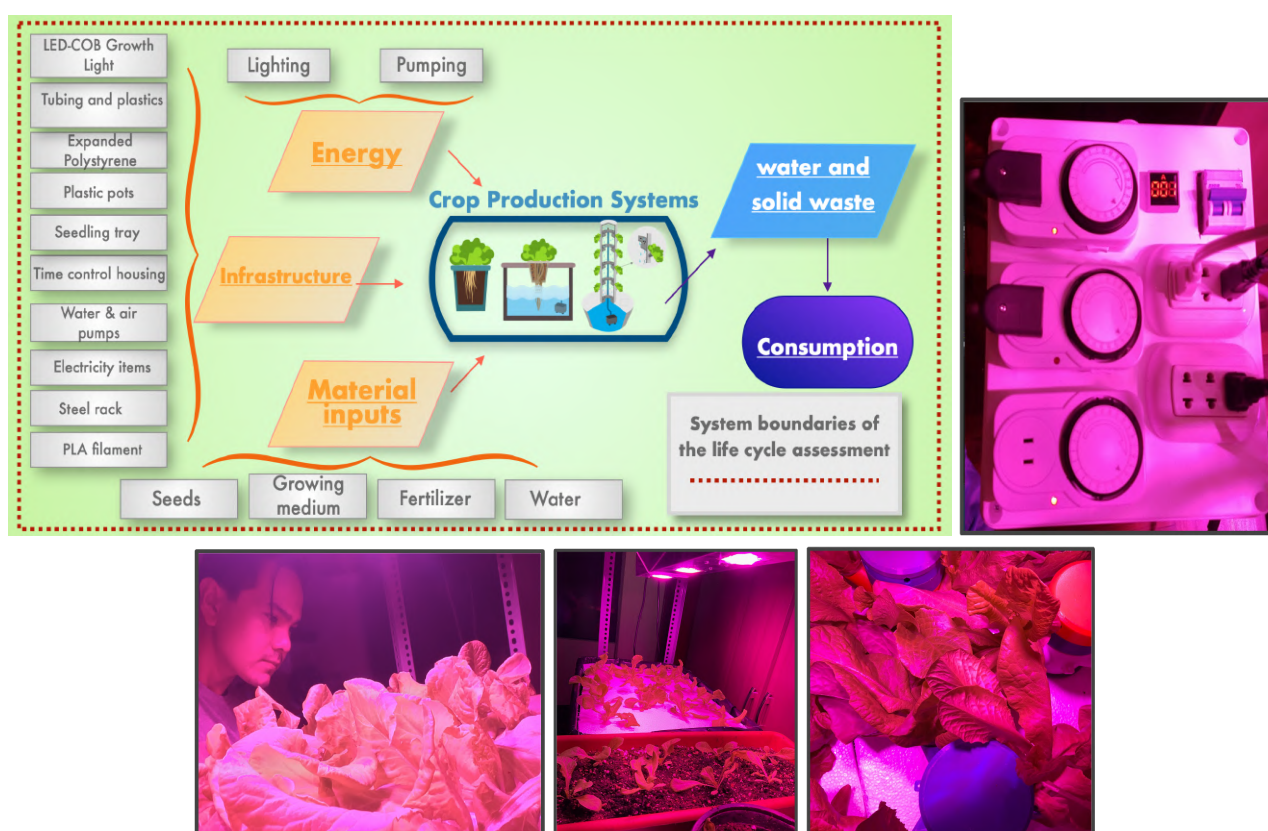 LED-COB Growth
Light
Tubing and plastics
Expanded
Polystyrene
Plastic pots
Seedling tray
Time control housing
Water & air
pumps
Electricity items
Steel rack
PLA filament
Lighting
Pumping
Energy
Infrastructure
Material
inputs
Seeds
Growing
medium
Fertilizer
Water
Crop Production Systems
water and
solid waste
Consumption
System boundaries of
the life cycle assessment
A
001